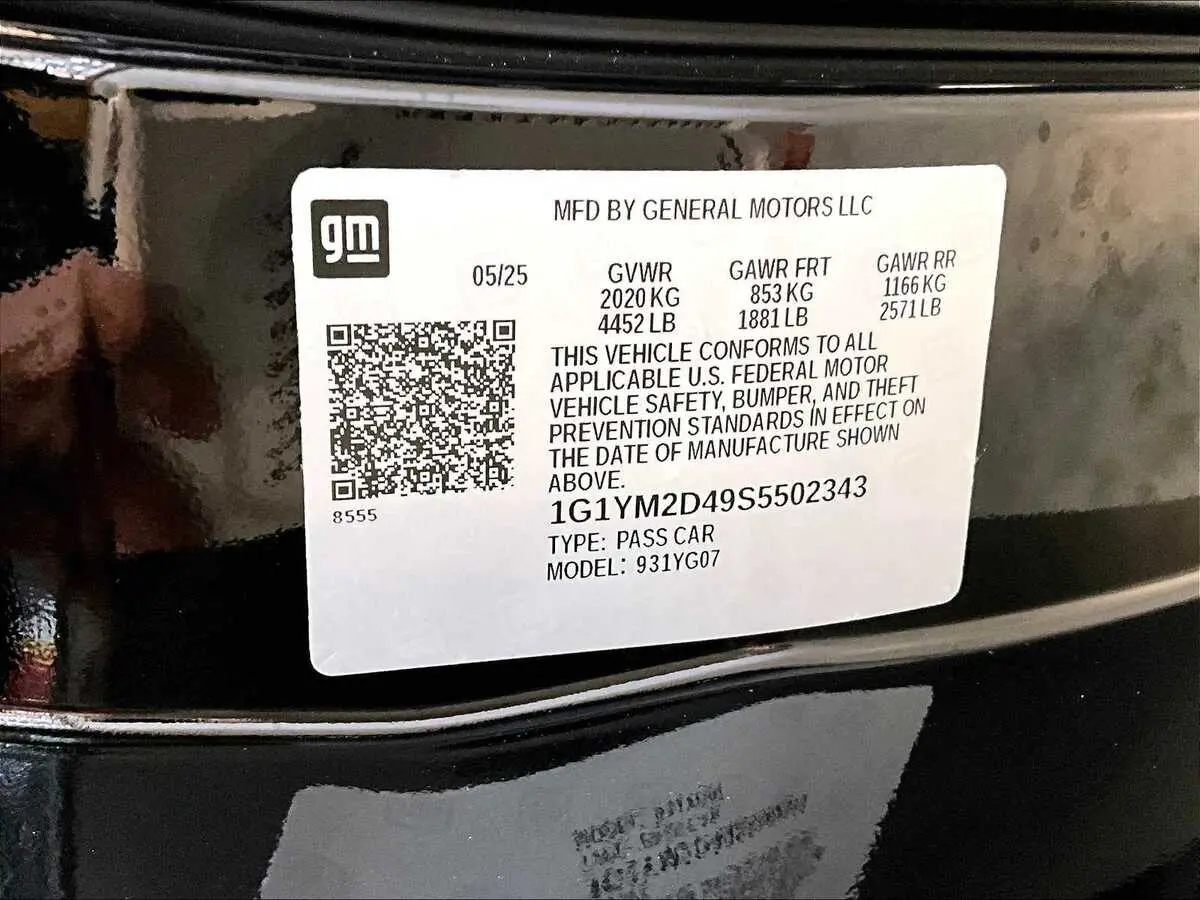 gm
MFD BY GENERAL MOTORS LLC
05/25
GVWR
2020 KG
4452 LB
GAWR FRT
853 KG
1881 LB
GAWR RR
1166 KG
2571 LB
THIS VEHICLE CONFORMS TO ALL
APPLICABLE U.S. FEDERAL MOTOR
VEHICLE SAFETY, BUMPER, AND THEFT
PREVENTION STANDARDS IN EFFECT ON
THE DATE OF MANUFACTURE SHOWN
ABOVE.
8555
1G1YM2D49S5502343
TYPE: PASS CAR
MODEL: 931YG07